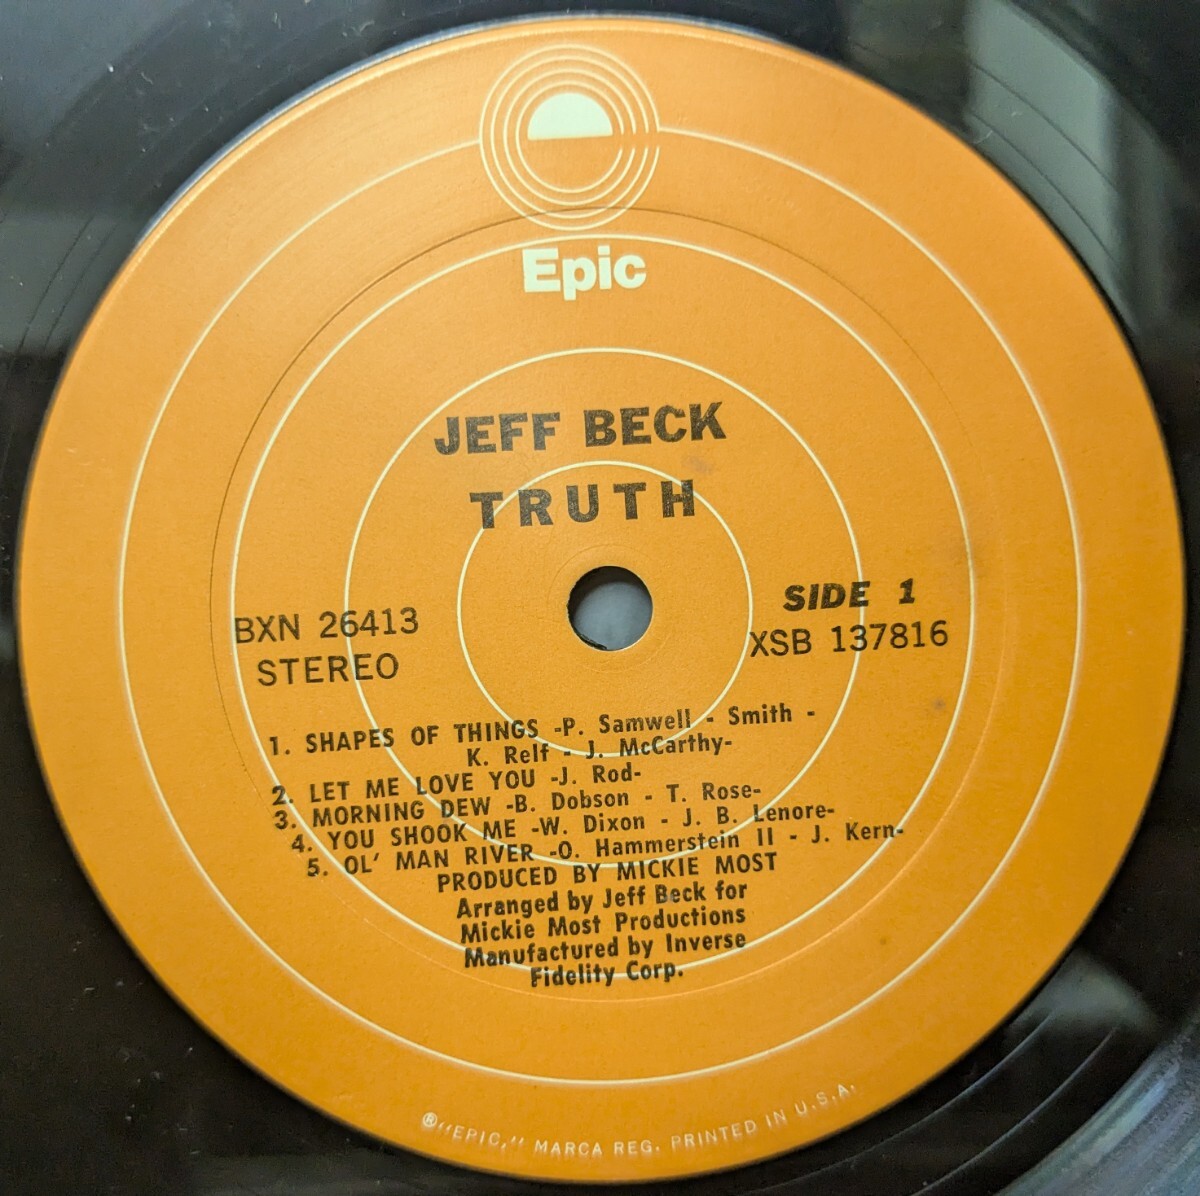 Epic
JEFF BECK
TRUTH
BXN 26413
STEREO
SIDE 1
XSB 137816
1. SHAPES OF THINGS -P. Samwell - Smith -
K. Relf - J. McCarthy-
2. LET ME LOVE YOU -J. Rod-
3. MORNING DEW -B. Dobson - T. Rose-
4. YOU SHOOK ME -W. Dixon - J. B. Lenore-
5. OL' MAN RIVER -O. Hammerstein II - J. Kern-
PRODUCED BY MICKIE MOST
Arranged by Jeff Beck for
Mickie Most Productions
Manufactured by Inverse
Fidelity Corp.
®"EPIC," MARCA REG. PRINTED IN U.S.A.